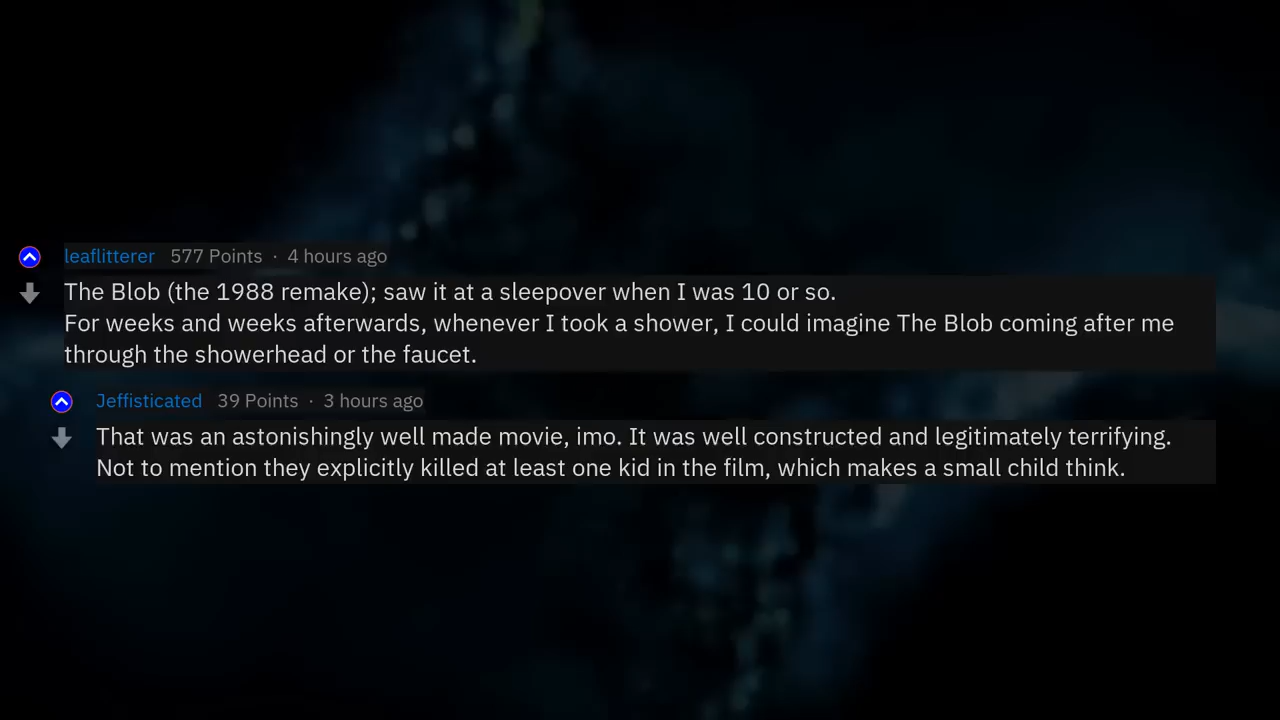 leaflitterer 577 Points · 4 hours ago
The Blob (the 1988 remake); saw it at a sleepover when I was 10 or so.
For weeks and weeks afterwards, whenever I took a shower, I could imagine The Blob coming after me
through the showerhead or the faucet.
Jeffisticated 39 Points · 3 hours ago
That was an astonishingly well made movie, imo. It was well constructed and legitimately terrifying.
Not to mention they explicitly killed at least one kid in the film, which makes a small child think.